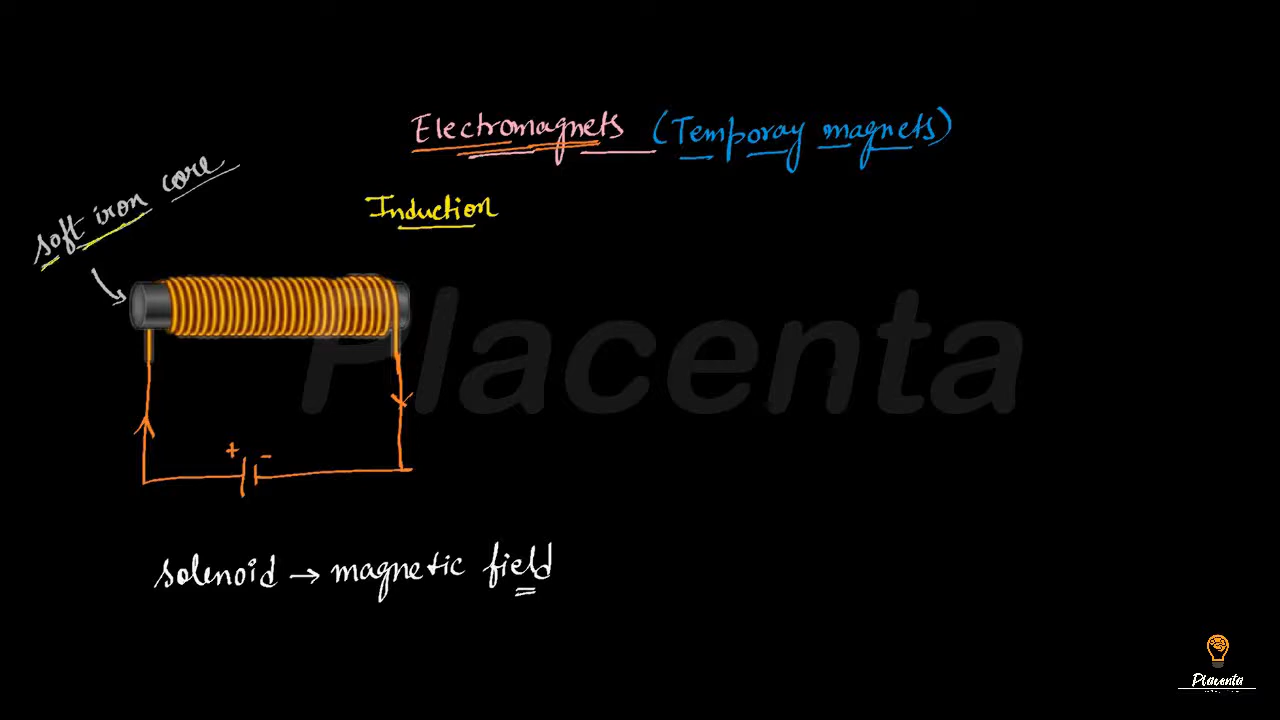 Electromagnets (Temporay magnets)
Induction
soft iron core
+ -
solenoid → magnetic field
Placenta
Placenta